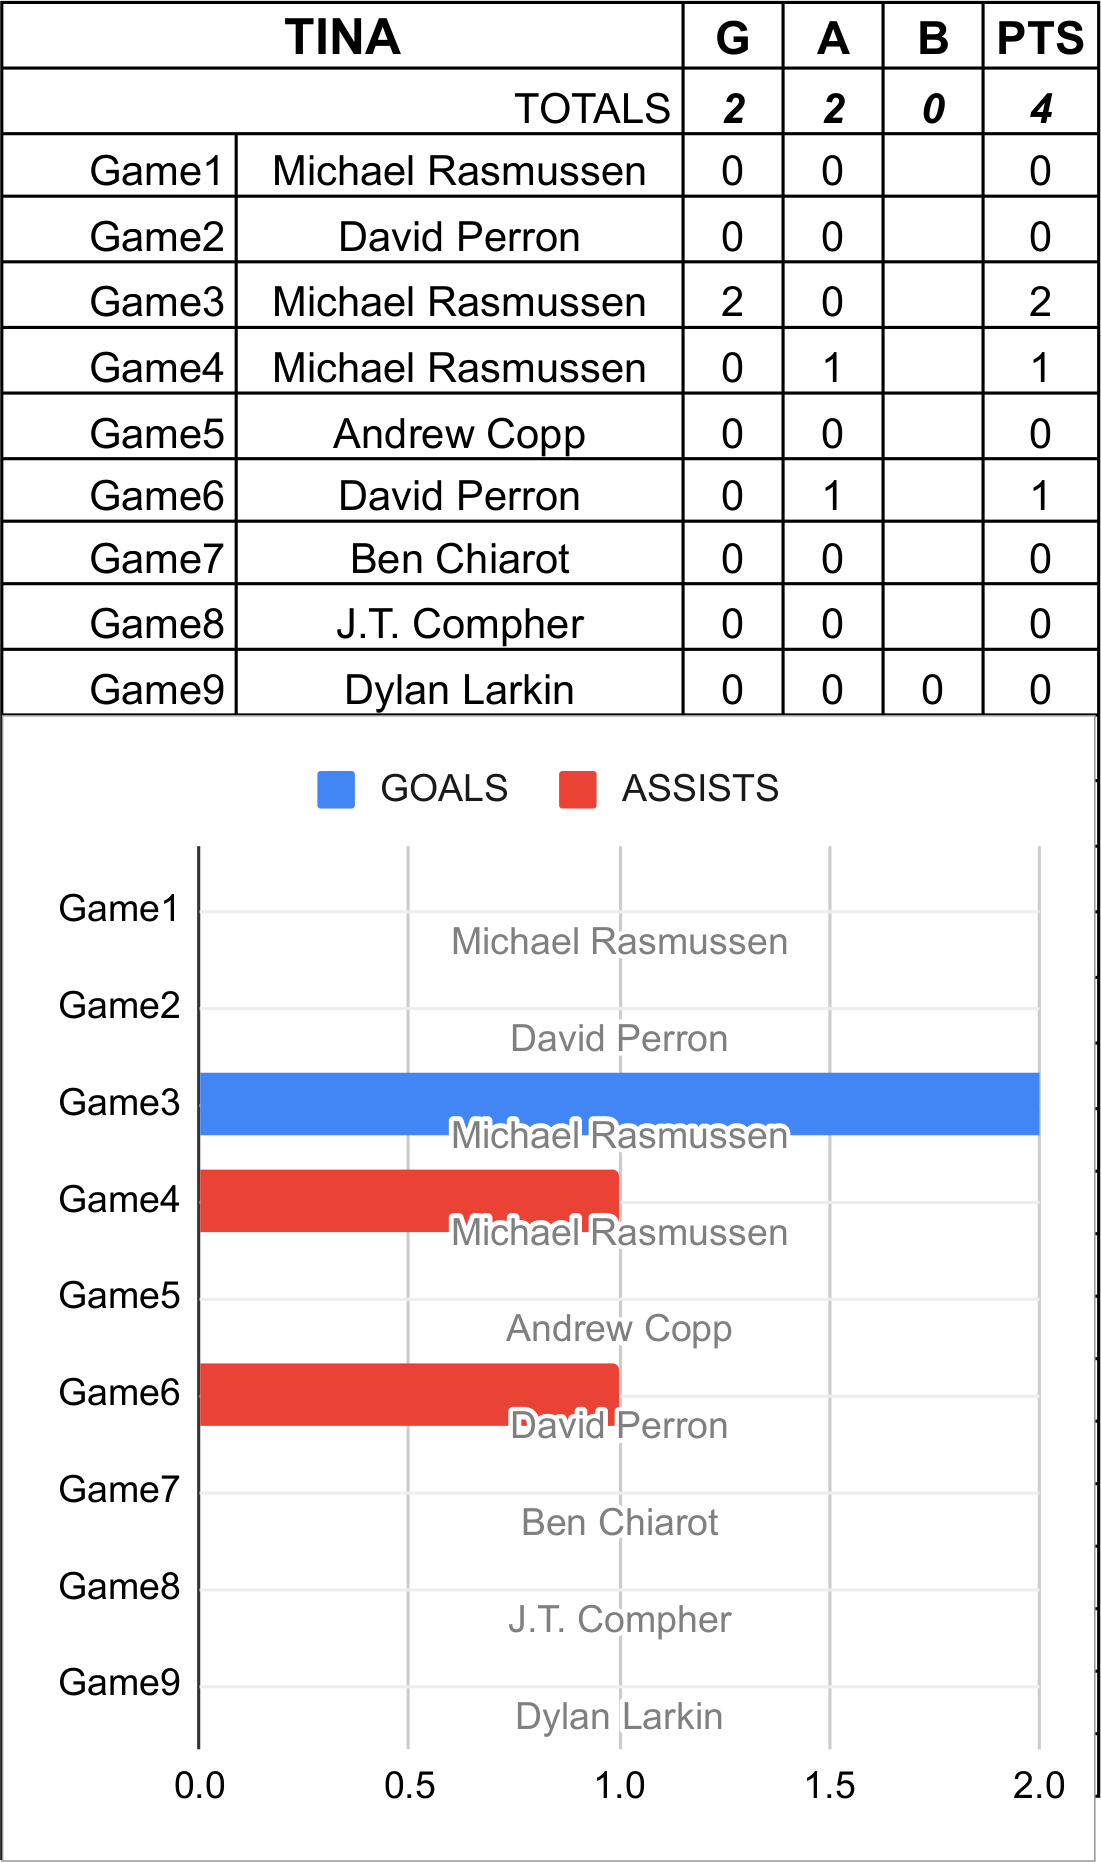 TINA G A B PTS
TOTALS 2 2 0 4
Game1 Michael Rasmussen 0 0 0
Game2 David Perron 0 0 0
Game3 Michael Rasmussen 2 0 2
Game4 Michael Rasmussen 0 1 1
Game5 Andrew Copp 0 0 0
Game6 David Perron 0 1 1
Game7 Ben Chiarot 0 0 0
Game8 J.T. Compher 0 0 0
Game9 Dylan Larkin 0 0 0 0
GOALS ASSISTS
Game1
Michael Rasmussen
Game2
David Perron
Game3
Michael Rasmussen
Game4
Michael Rasmussen
Game5
Andrew Copp
Game6
David Perron
Game7
Ben Chiarot
Game8
J.T. Compher
Game9
Dylan Larkin
0.0 0.5 1.0 1.5 2.0